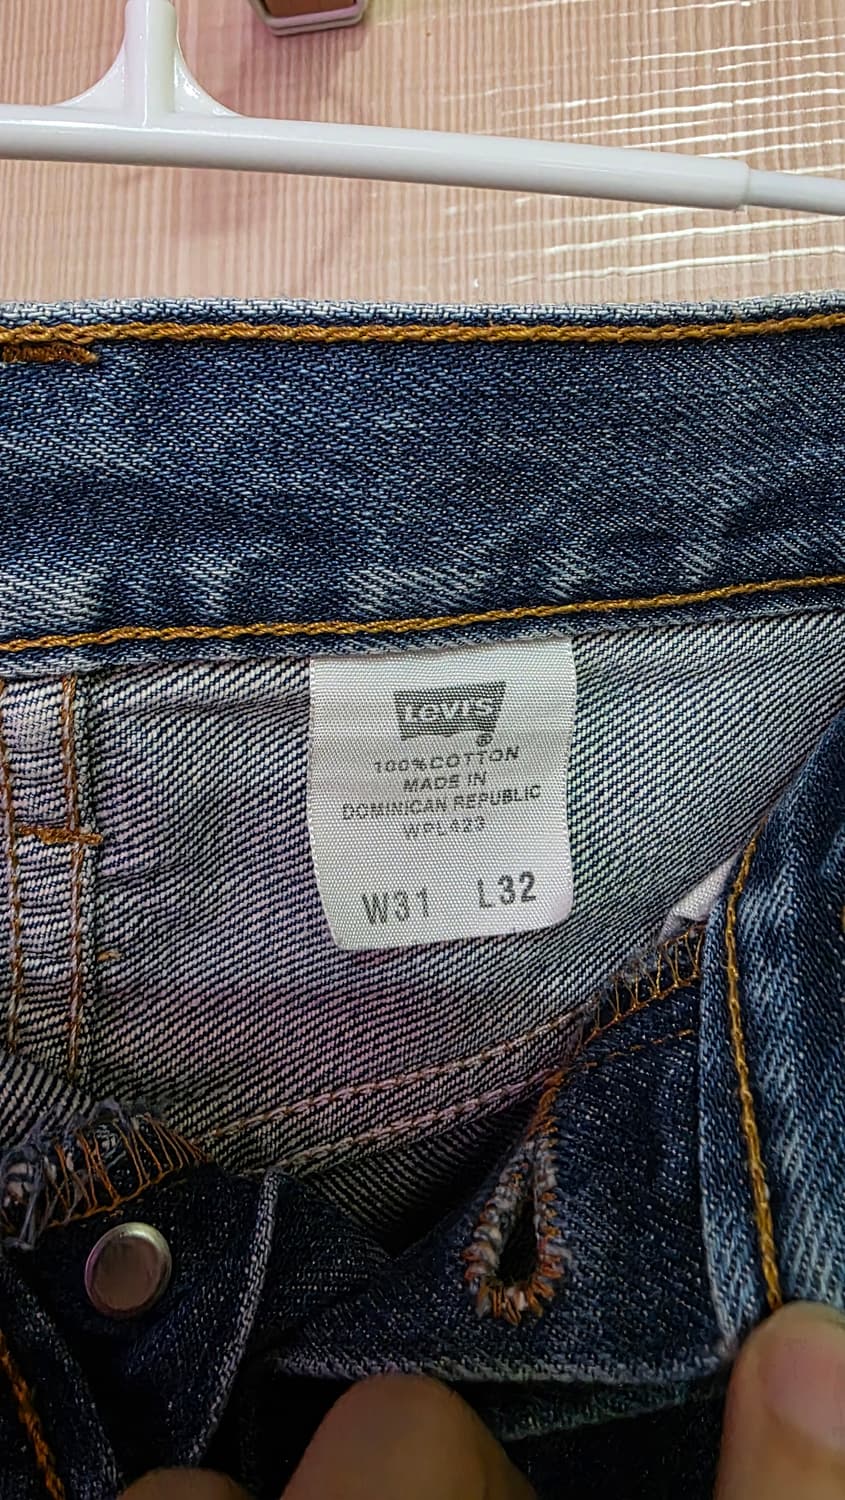 LEVI'S
®
100%COTTON
MADE IN
DOMINICAN REPUBLIC
WPL423
W31 L32